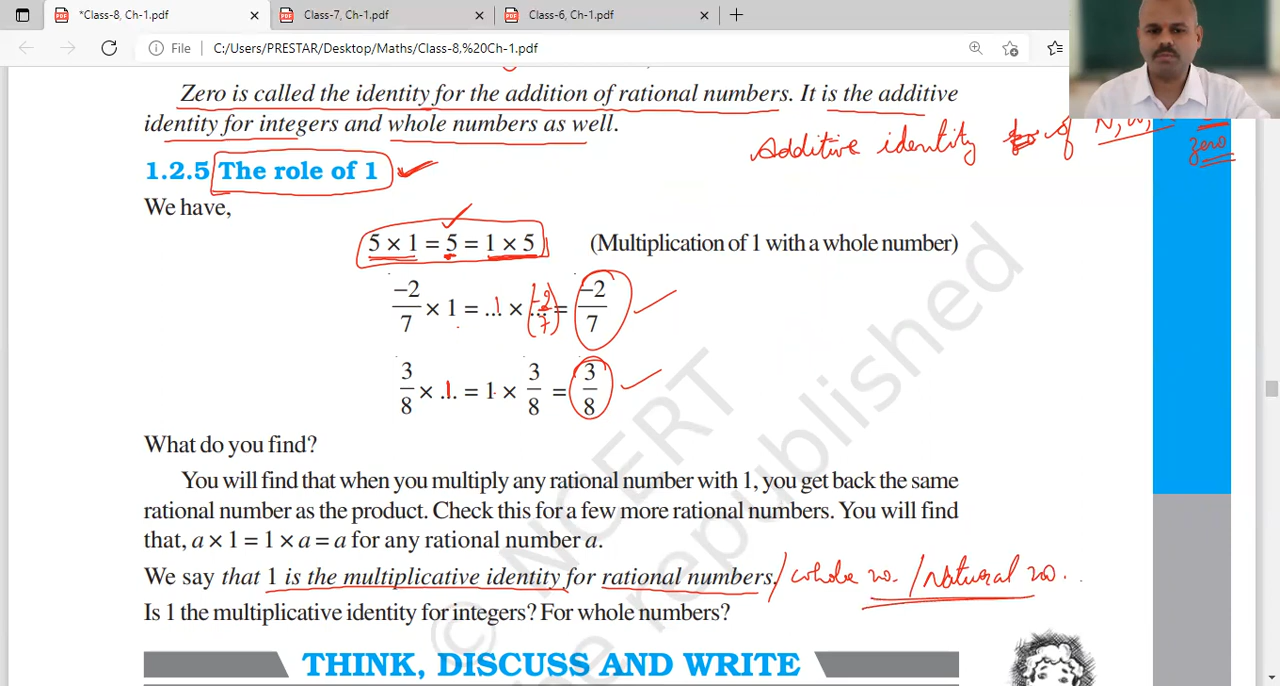 *Class-8, Ch-1.pdf
Class-7, Ch-1.pdf
Class-6, Ch-1.pdf
File C:/Users/PRESTAR/Desktop/Maths/Class-8,%20Ch-1.pdf
Zero is called the identity for the addition of rational numbers. It is the additive
identity for integers and whole numbers as well.
Additive identity of N, W,
zero
1.2.5 The role of 1
We have,
5 × 1 = 5 = 1 × 5 (Multiplication of 1 with a whole number)
−2/7 × 1 = ...1 × (−2/7) = −2/7
3/8 × .1. = 1 × 3/8 = 3/8
What do you find?
You will find that when you multiply any rational number with 1, you get back the same
rational number as the product. Check this for a few more rational numbers. You will find
that, a × 1 = 1 × a = a for any rational number a.
We say that 1 is the multiplicative identity for rational numbers. / whole no. / natural no.
Is 1 the multiplicative identity for integers? For whole numbers?
THINK, DISCUSS AND WRITE
© NCERT
republished